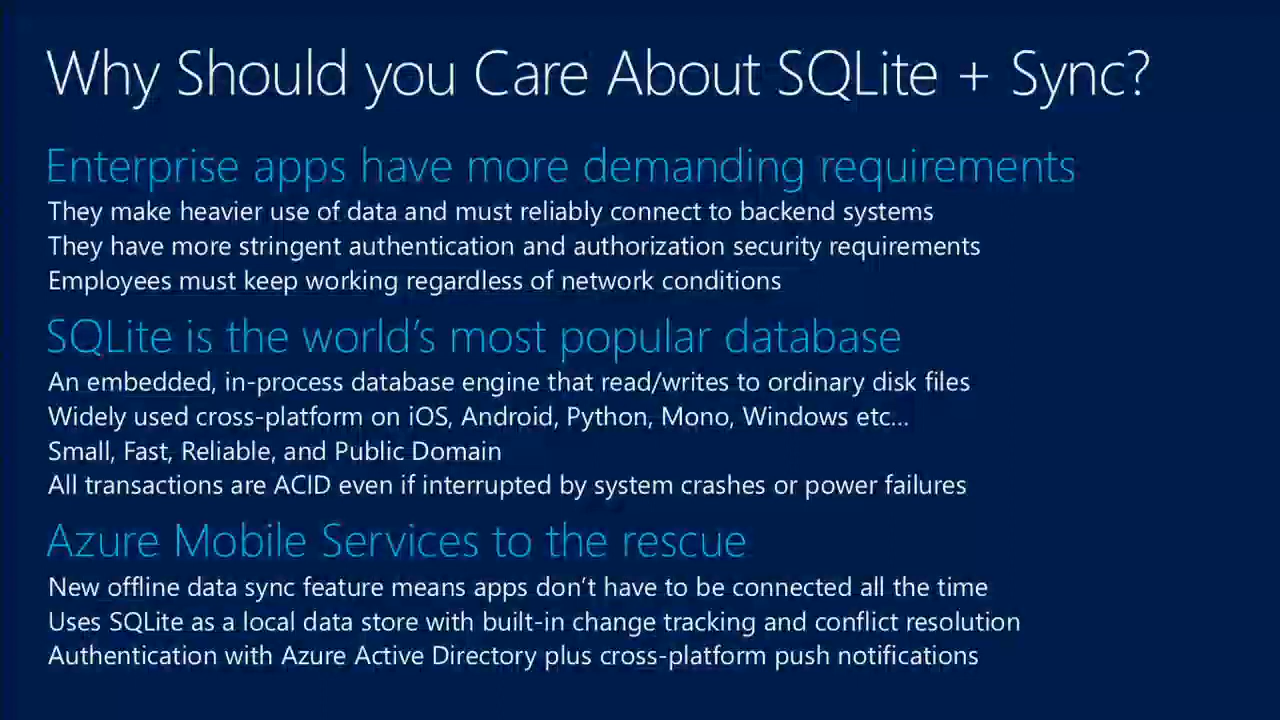 Why Should you Care About SQLite + Sync?
Enterprise apps have more demanding requirements
They make heavier use of data and must reliably connect to backend systems
They have more stringent authentication and authorization security requirements
Employees must keep working regardless of network conditions
SQLite is the world’s most popular database
An embedded, in-process database engine that read/writes to ordinary disk files
Widely used cross-platform on iOS, Android, Python, Mono, Windows etc...
Small, Fast, Reliable, and Public Domain
All transactions are ACID even if interrupted by system crashes or power failures
Azure Mobile Services to the rescue
New offline data sync feature means apps don’t have to be connected all the time
Uses SQLite as a local data store with built-in change tracking and conflict resolution
Authentication with Azure Active Directory plus cross-platform push notifications